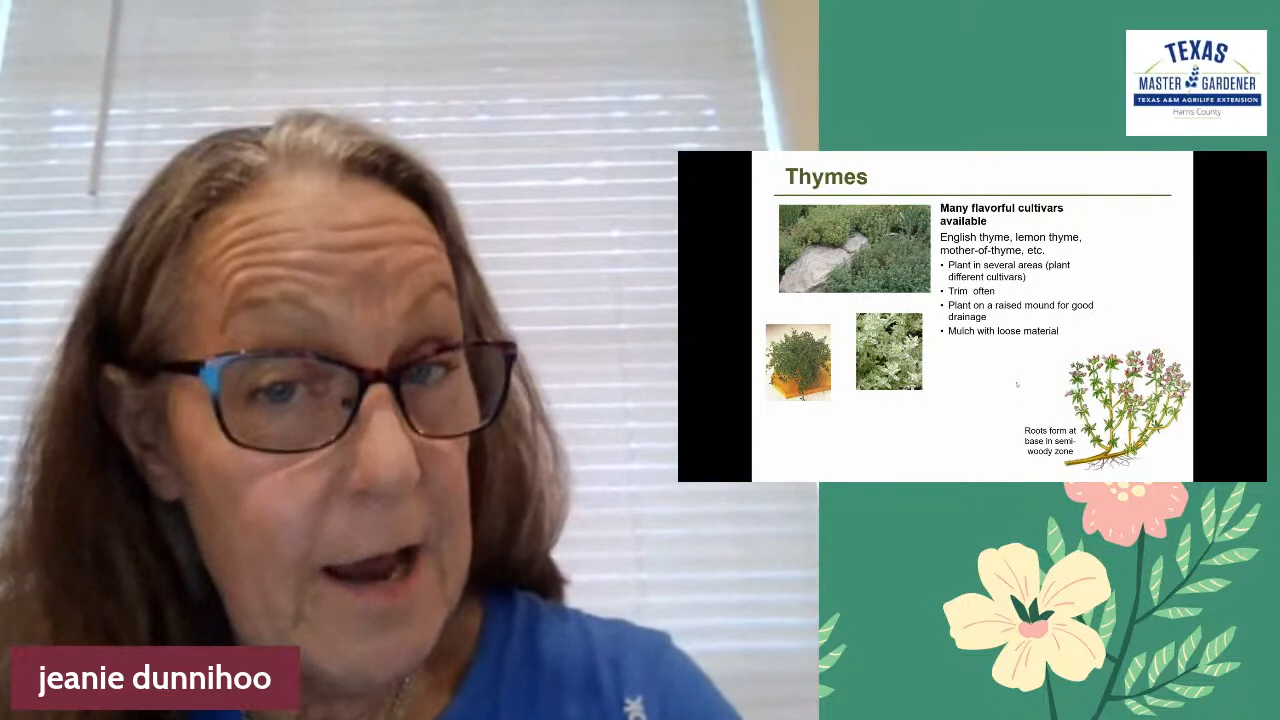 TEXAS
MASTER GARDENER
TEXAS A&M AGRILIFE EXTENSION
Harris County
Thymes
Many flavorful cultivars
available
English thyme, lemon thyme,
mother-of-thyme, etc.
• Plant in several areas (plant
different cultivars)
• Trim often
• Plant on a raised mound for good
drainage
• Mulch with loose material
Roots form at
base in semi-
woody zone
jeanie dunnihoo